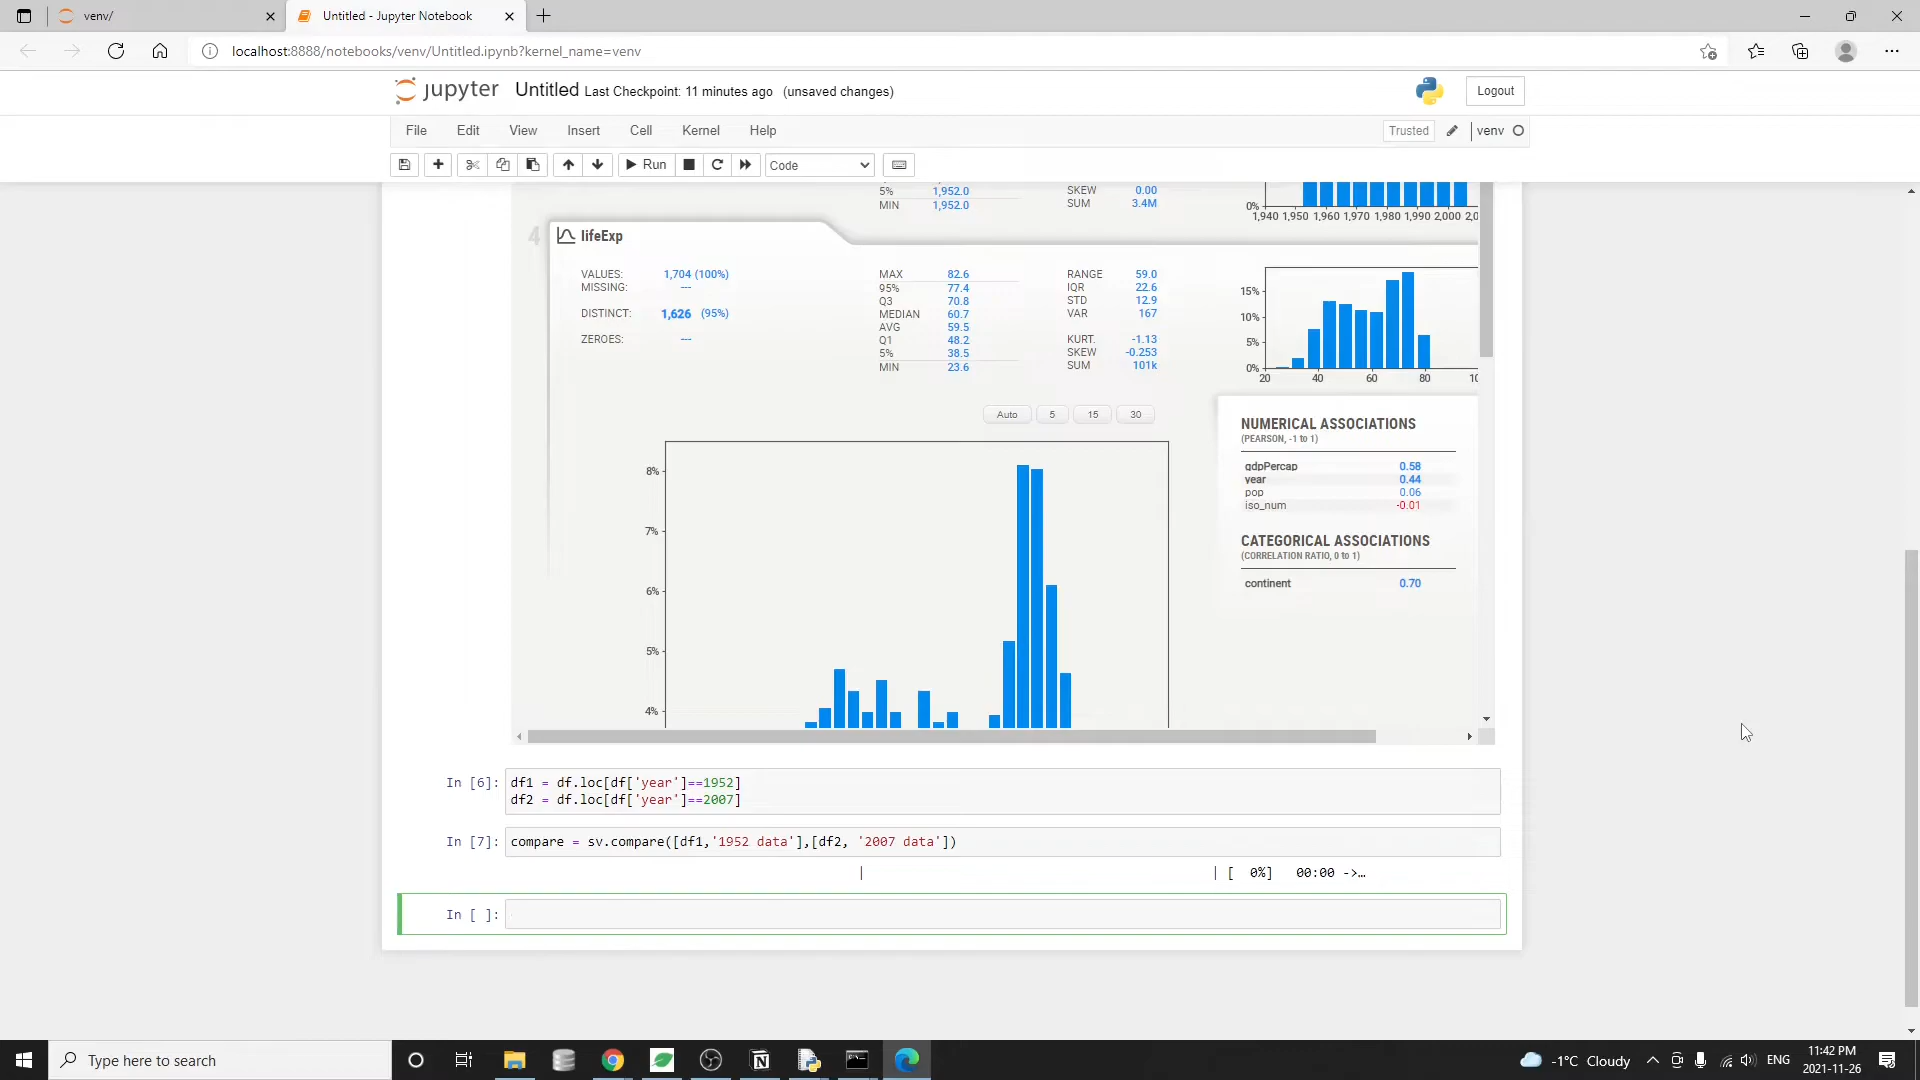 venv/
Untitled - Jupyter Notebook
localhost:8888/notebooks/venv/Untitled.ipynb?kernel_name=venv
jupyter Untitled Last Checkpoint: 11 minutes ago (unsaved changes)
Logout
File Edit View Insert Cell Kernel Help
Trusted venv
Run Code
5% 1,952.0
MIN 1,952.0
SKEW 0.00
SUM 3.4M
0%
1,940 1,950 1,960 1,970 1,980 1,990 2,000 2,0
4 lifeExp
VALUES: 1,704 (100%)
MISSING: ---
DISTINCT: 1,626 (95%)
ZEROES: ---
MAX 82.6
95% 77.4
Q3 70.8
MEDIAN 60.7
AVG 59.5
Q1 48.2
5% 38.5
MIN 23.6
RANGE 59.0
IQR 22.6
STD 12.9
VAR 167
KURT. -1.13
SKEW -0.253
SUM 101k
15%
10%
5%
0%
20 40 60 80 10
Auto 5 15 30
8%
7%
6%
5%
4%
NUMERICAL ASSOCIATIONS
(PEARSON, -1 to 1)
gdpPercap 0.58
year 0.44
pop 0.06
iso_num -0.01
CATEGORICAL ASSOCIATIONS
(CORRELATION RATIO, 0 to 1)
continent 0.70
In [6]: df1 = df.loc[df['year']==1952]
df2 = df.loc[df['year']==2007]
In [7]: compare = sv.compare([df1,'1952 data'],[df2, '2007 data'])
| | [ 0%] 00:00 ->…
In [ ]:
Type here to search
-1°C Cloudy
ENG
11:42 PM
2021-11-26